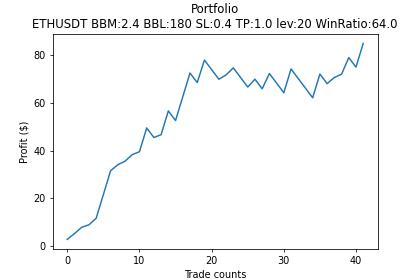 Portfolio
ETHUSDT BBM:2.4 BBL:180 SL:0.4 TP:1.0 lev:20 WinRatio:64.0
Profit ($)
80
60
40
20
0
0 10 20 30 40
Trade counts